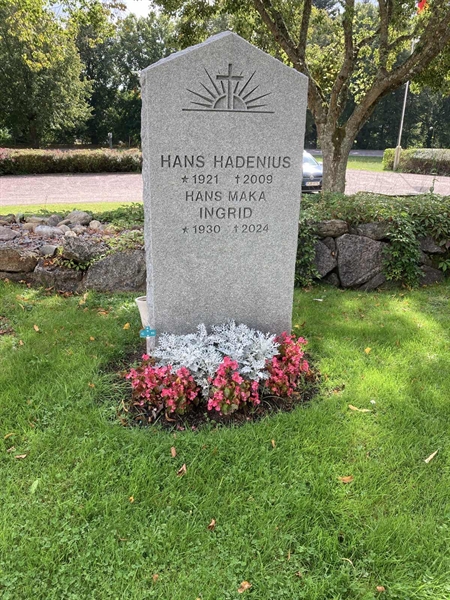 HANS HADENIUS
* 1921 † 2009
HANS MAKA
INGRID
* 1930 † 2024